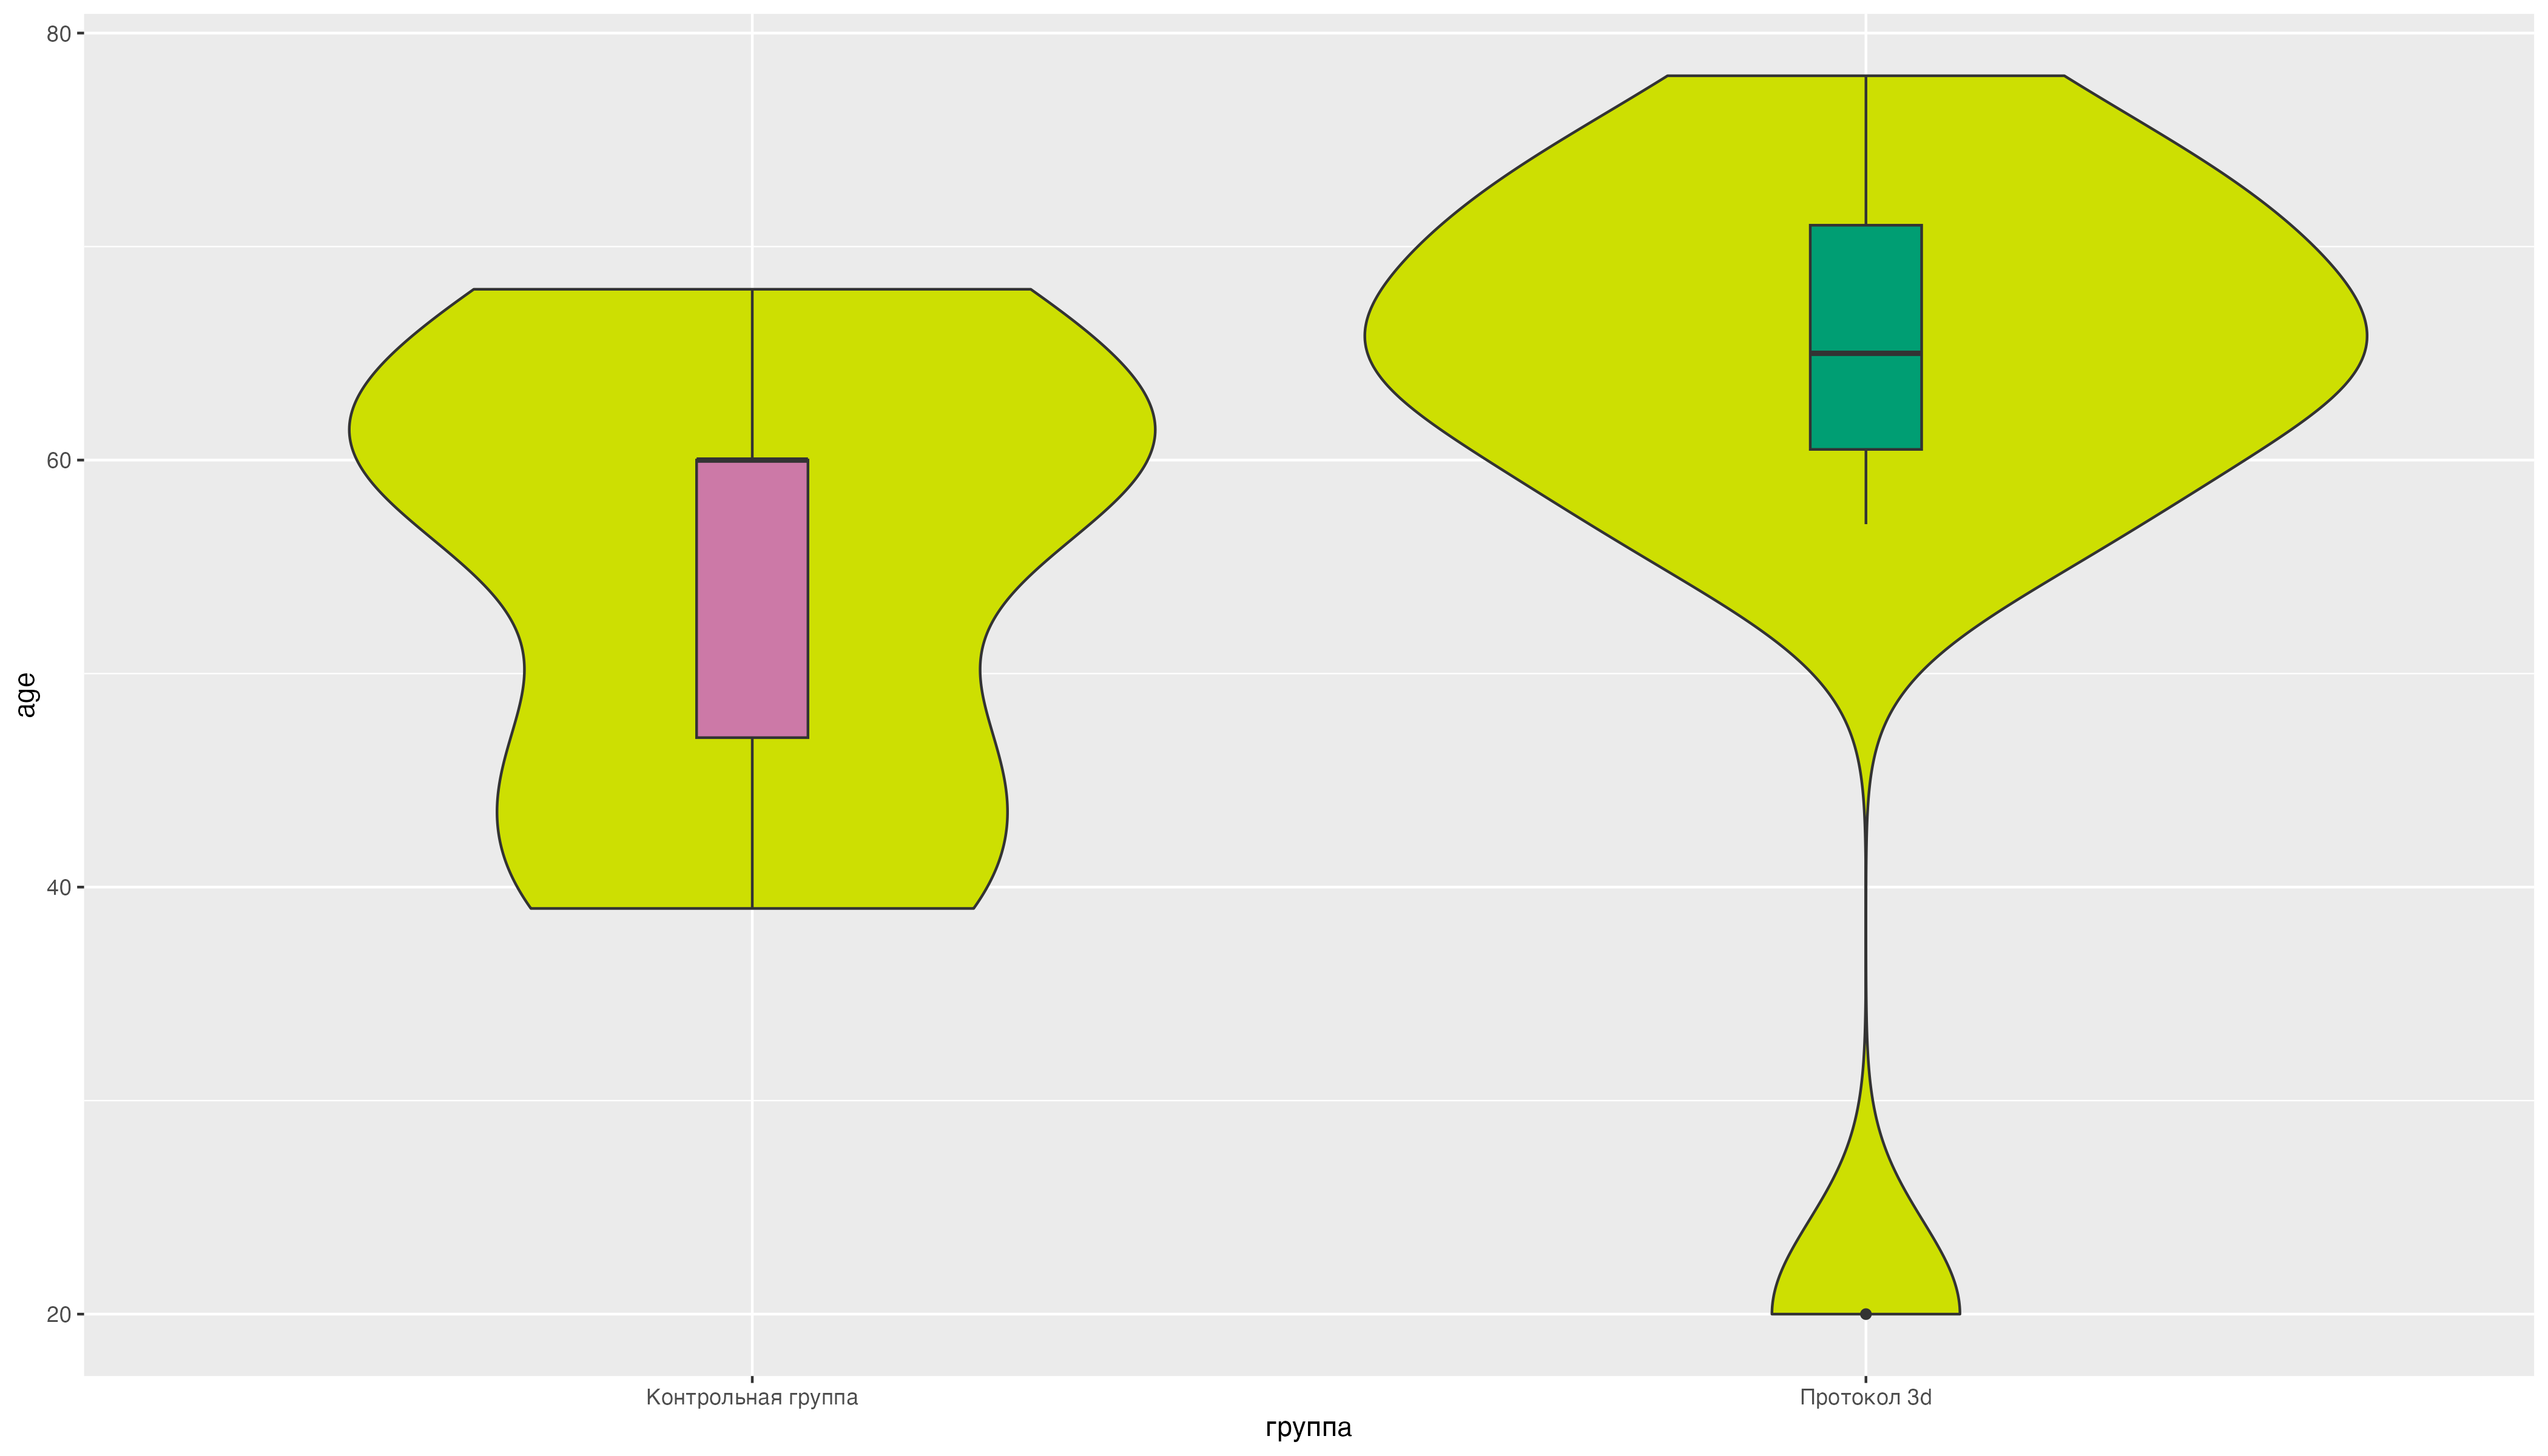 80
60
40
20
age
Контрольная группа
Протокол 3d
группа